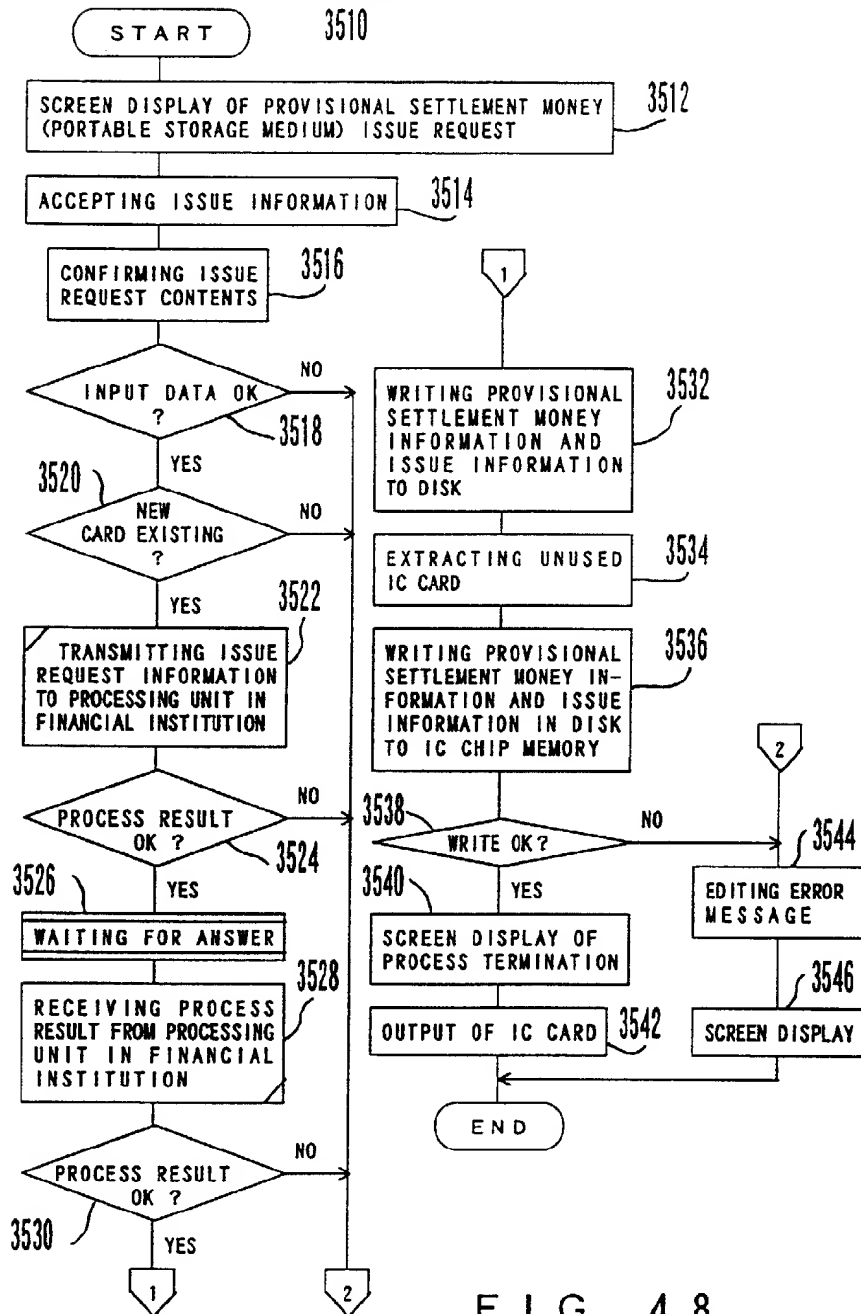 START
3510
SCREEN DISPLAY OF PROVISIONAL SETTLEMENT MONEY
(PORTABLE STORAGE MEDIUM) ISSUE REQUEST
3512
ACCEPTING ISSUE INFORMATION
3514
CONFIRMING ISSUE
REQUEST CONTENTS
3516
INPUT DATA OK
?
NO
3518
YES
3520
NEW
CARD EXISTING
?
NO
YES
3522
TRANSMITTING ISSUE
REQUEST INFORMATION
TO PROCESSING UNIT IN
FINANCIAL INSTITUTION
PROCESS RESULT
OK ?
NO
3524
YES
3526
WAITING FOR ANSWER
RECEIVING PROCESS
RESULT FROM PROCESSING
UNIT IN FINANCIAL
INSTITUTION
3528
PROCESS RESULT
OK ?
NO
3530
YES
1
2
1
WRITING PROVISIONAL
SETTLEMENT MONEY
INFORMATION AND
ISSUE INFORMATION
TO DISK
3532
EXTRACTING UNUSED
IC CARD
3534
WRITING PROVISIONAL
SETTLEMENT MONEY IN-
FORMATION AND ISSUE
INFORMATION IN DISK
TO IC CHIP MEMORY
3536
2
3538
WRITE OK?
NO
YES
3540
SCREEN DISPLAY OF
PROCESS TERMINATION
OUTPUT OF IC CARD
3542
3544
EDITING ERROR
MESSAGE
3546
SCREEN DISPLAY
END
FIG. 48